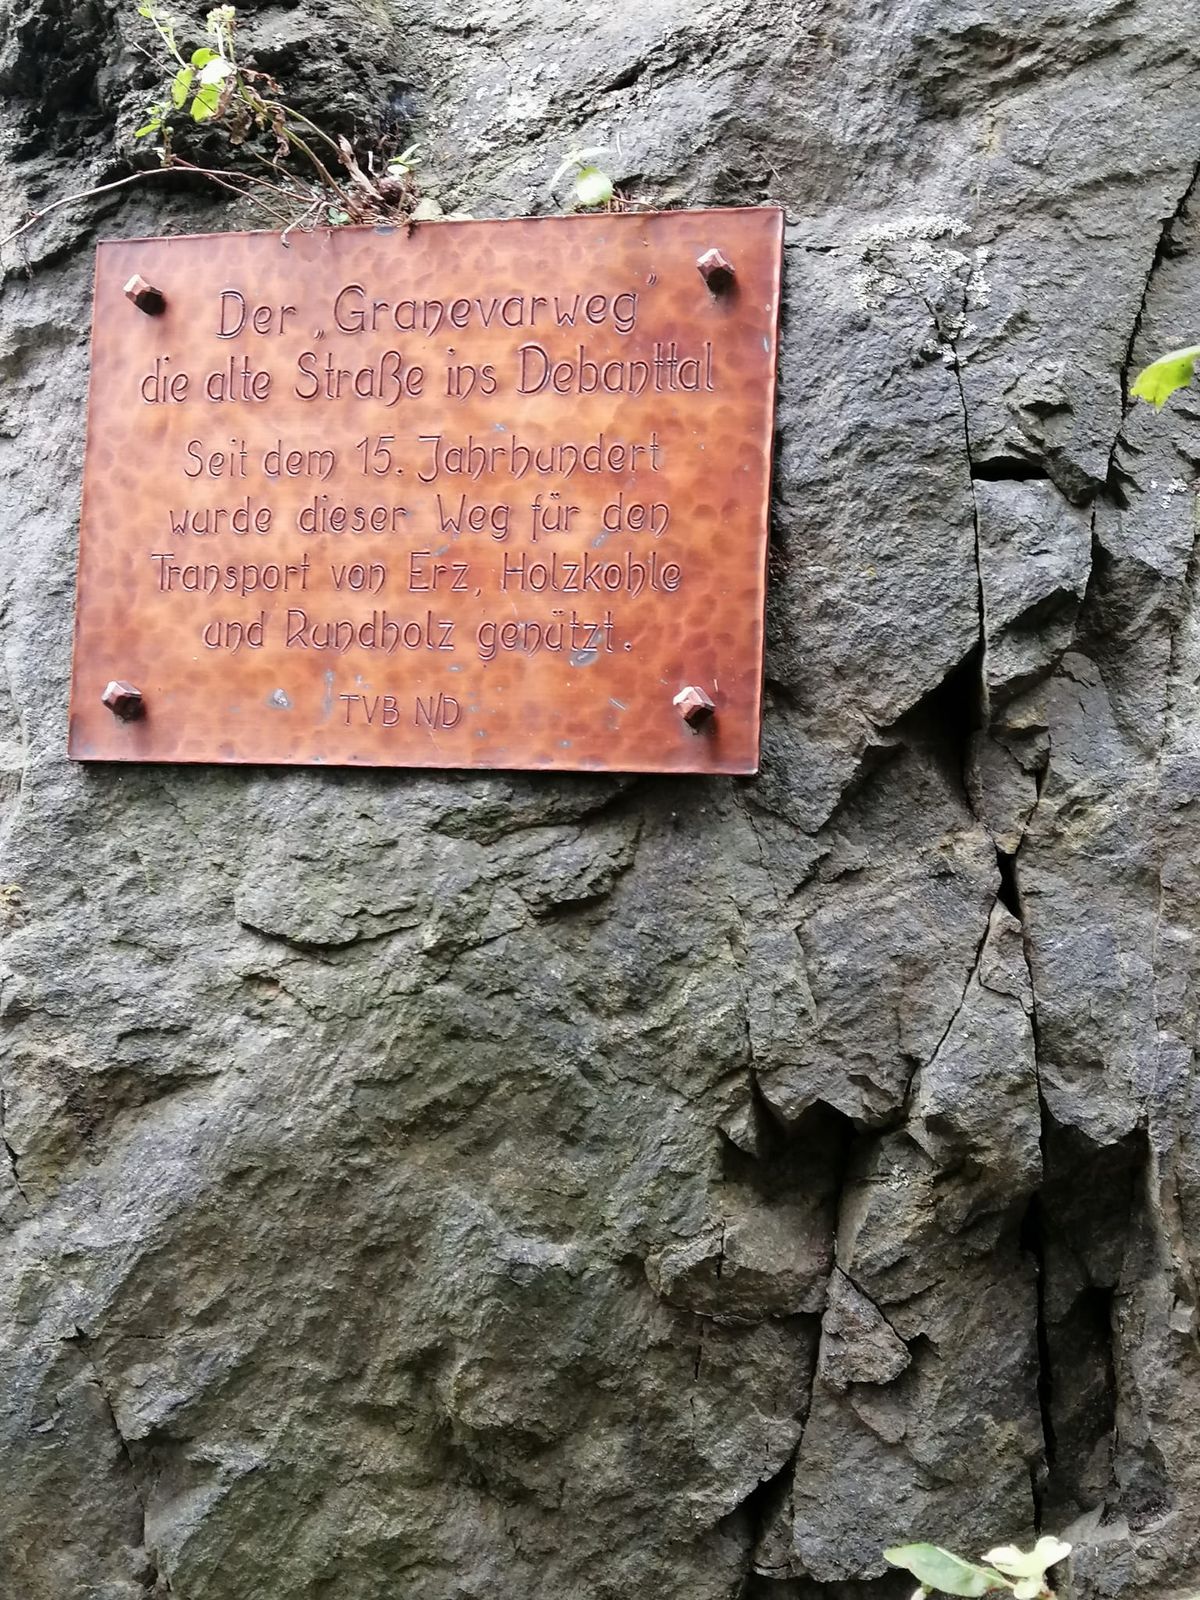 Der „Granevarweg”
die alte Straße ins Debanttal
Seit dem 15. Jahrhundert
wurde dieser Weg für den
Transport von Erz, Holzkohle
und Rundholz genützt.
TVB N/D